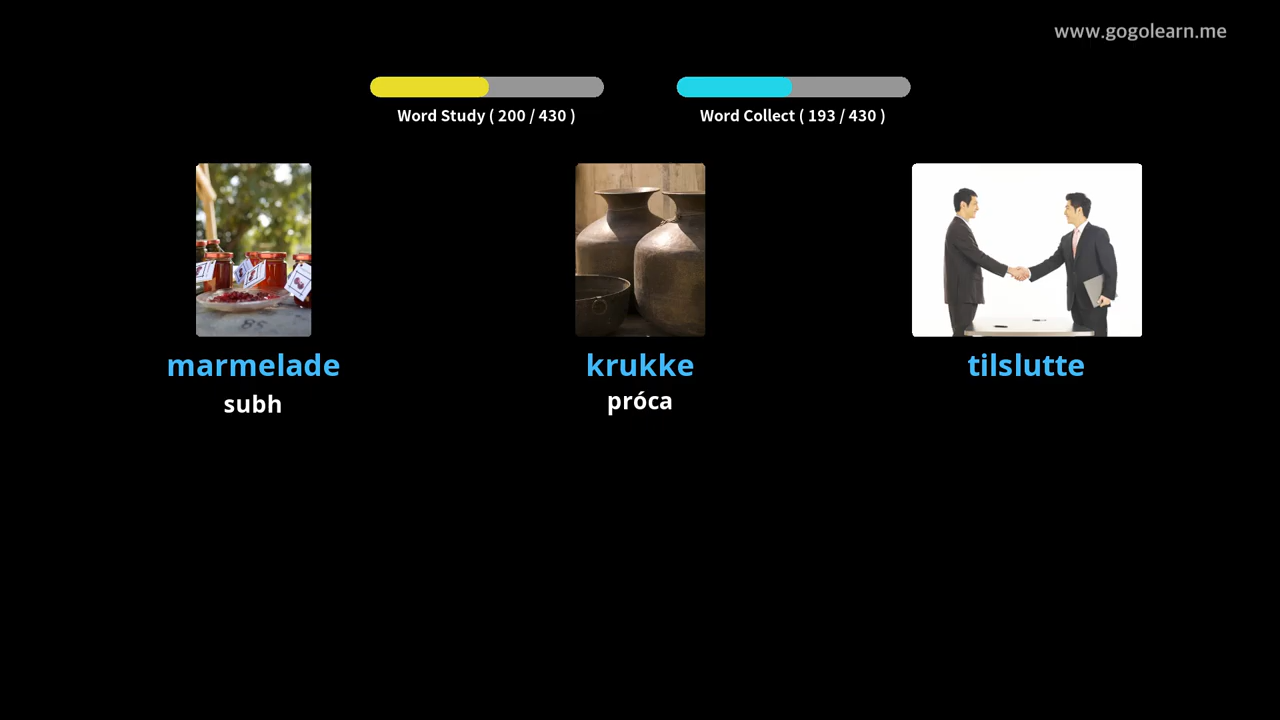 www.gogolearn.me
Word Study ( 200 / 430 )
Word Collect ( 193 / 430 )
marmelade
krukke
tilslutte
subh
próca